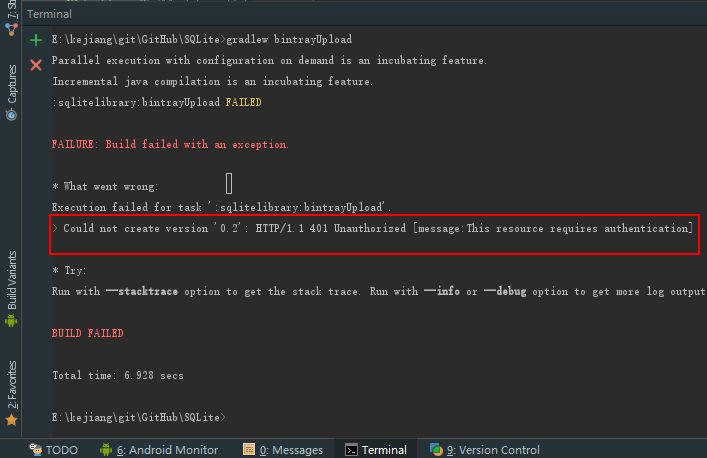 Terminal
E:\kejiang\git\GitHub\SQLite>gradlew bintrayUpload
Parallel execution with configuration on demand is an incubating feature.
Incremental java compilation is an incubating feature.
:sqlitelibrary:bintrayUpload FAILED
FAILURE: Build failed with an exception.
* What went wrong:
Execution failed for task ':sqlitelibrary:bintrayUpload'.
> Could not create version '0.2': HTTP/1.1 401 Unauthorized [message:This resource requires authentication]
* Try:
Run with --stacktrace option to get the stack trace. Run with --info or --debug option to get more log output
BUILD FAILED
Total time: 6.928 secs
E:\kejiang\git\GitHub\SQLite>
Captures
Build Variants
2: Favorites
TODO
6: Android Monitor
0: Messages
Terminal
9: Version Control